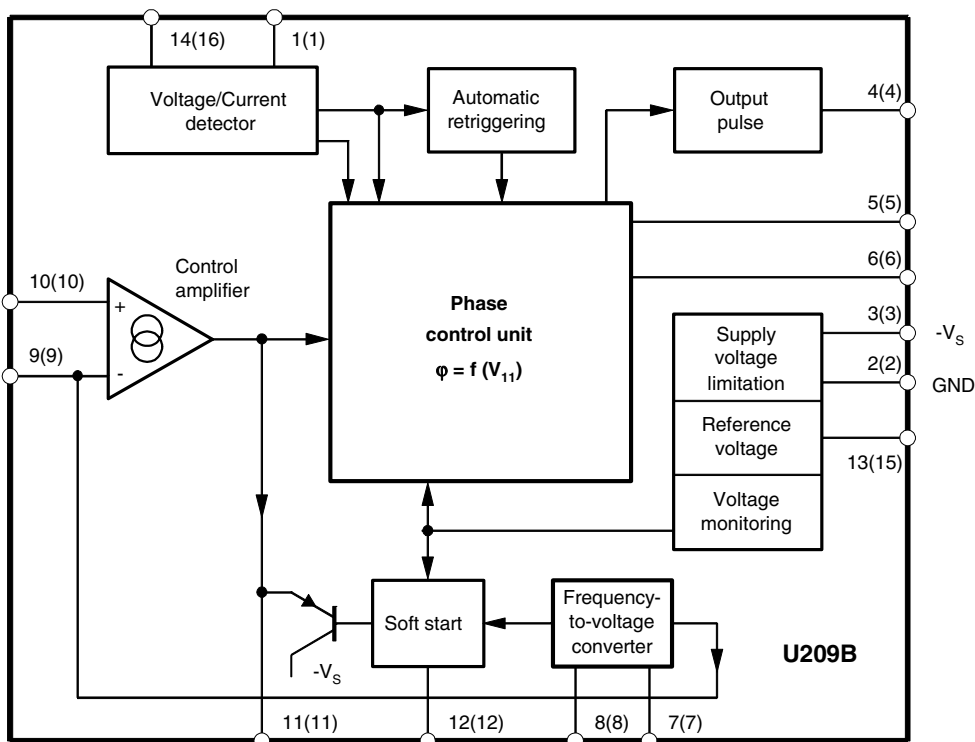 14(16)
1(1)
Voltage/Current
detector
Automatic
retriggering
Output
pulse
4(4)
5(5)
6(6)
10(10)
Control
amplifier
+
9(9)
-
Phase
control unit
φ = f (V₁₁)
Supply
voltage
limitation
3(3)
-Vₛ
2(2)
GND
Reference
voltage
13(15)
Voltage
monitoring
Soft start
Frequency-
to-voltage
converter
-Vₛ
U209B
11(11)
12(12)
8(8)
7(7)